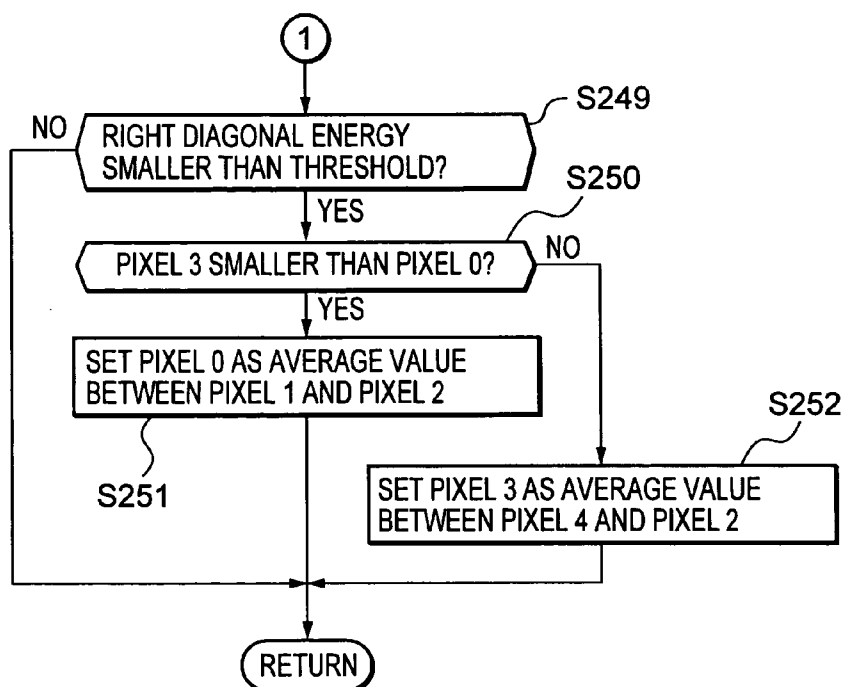 1
S249
NO
RIGHT DIAGONAL ENERGY
SMALLER THAN THRESHOLD?
YES
S250
PIXEL 3 SMALLER THAN PIXEL 0?
NO
YES
SET PIXEL 0 AS AVERAGE VALUE
BETWEEN PIXEL 1 AND PIXEL 2
S251
S252
SET PIXEL 3 AS AVERAGE VALUE
BETWEEN PIXEL 4 AND PIXEL 2
RETURN